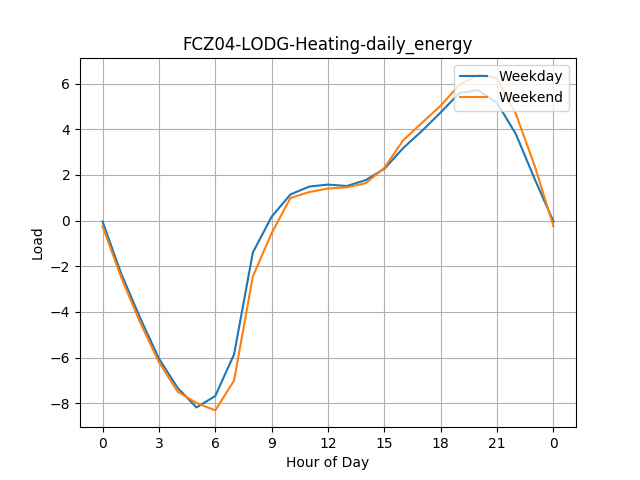 FCZ04-LODG-Heating-daily_energy
Weekday
Weekend
6
4
2
0
−2
−4
−6
−8
Load
0 3 6 9 12 15 18 21 0
Hour of Day